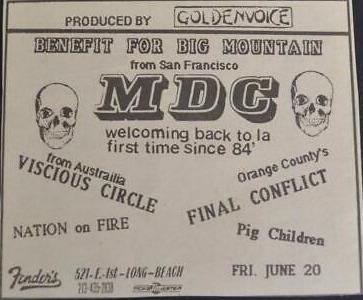 PRODUCED BY GOLDENVOICE
BENEFIT FOR BIG MOUNTAIN
from San Francisco
MDC
welcoming back to la
first time since 84'
from Austrailia
VISCIOUS CIRCLE
Orange County's
FINAL CONFLICT
NATION on FIRE
Pig Children
Fender's
521-E.1st-LONG-BEACH
FRI. JUNE 20